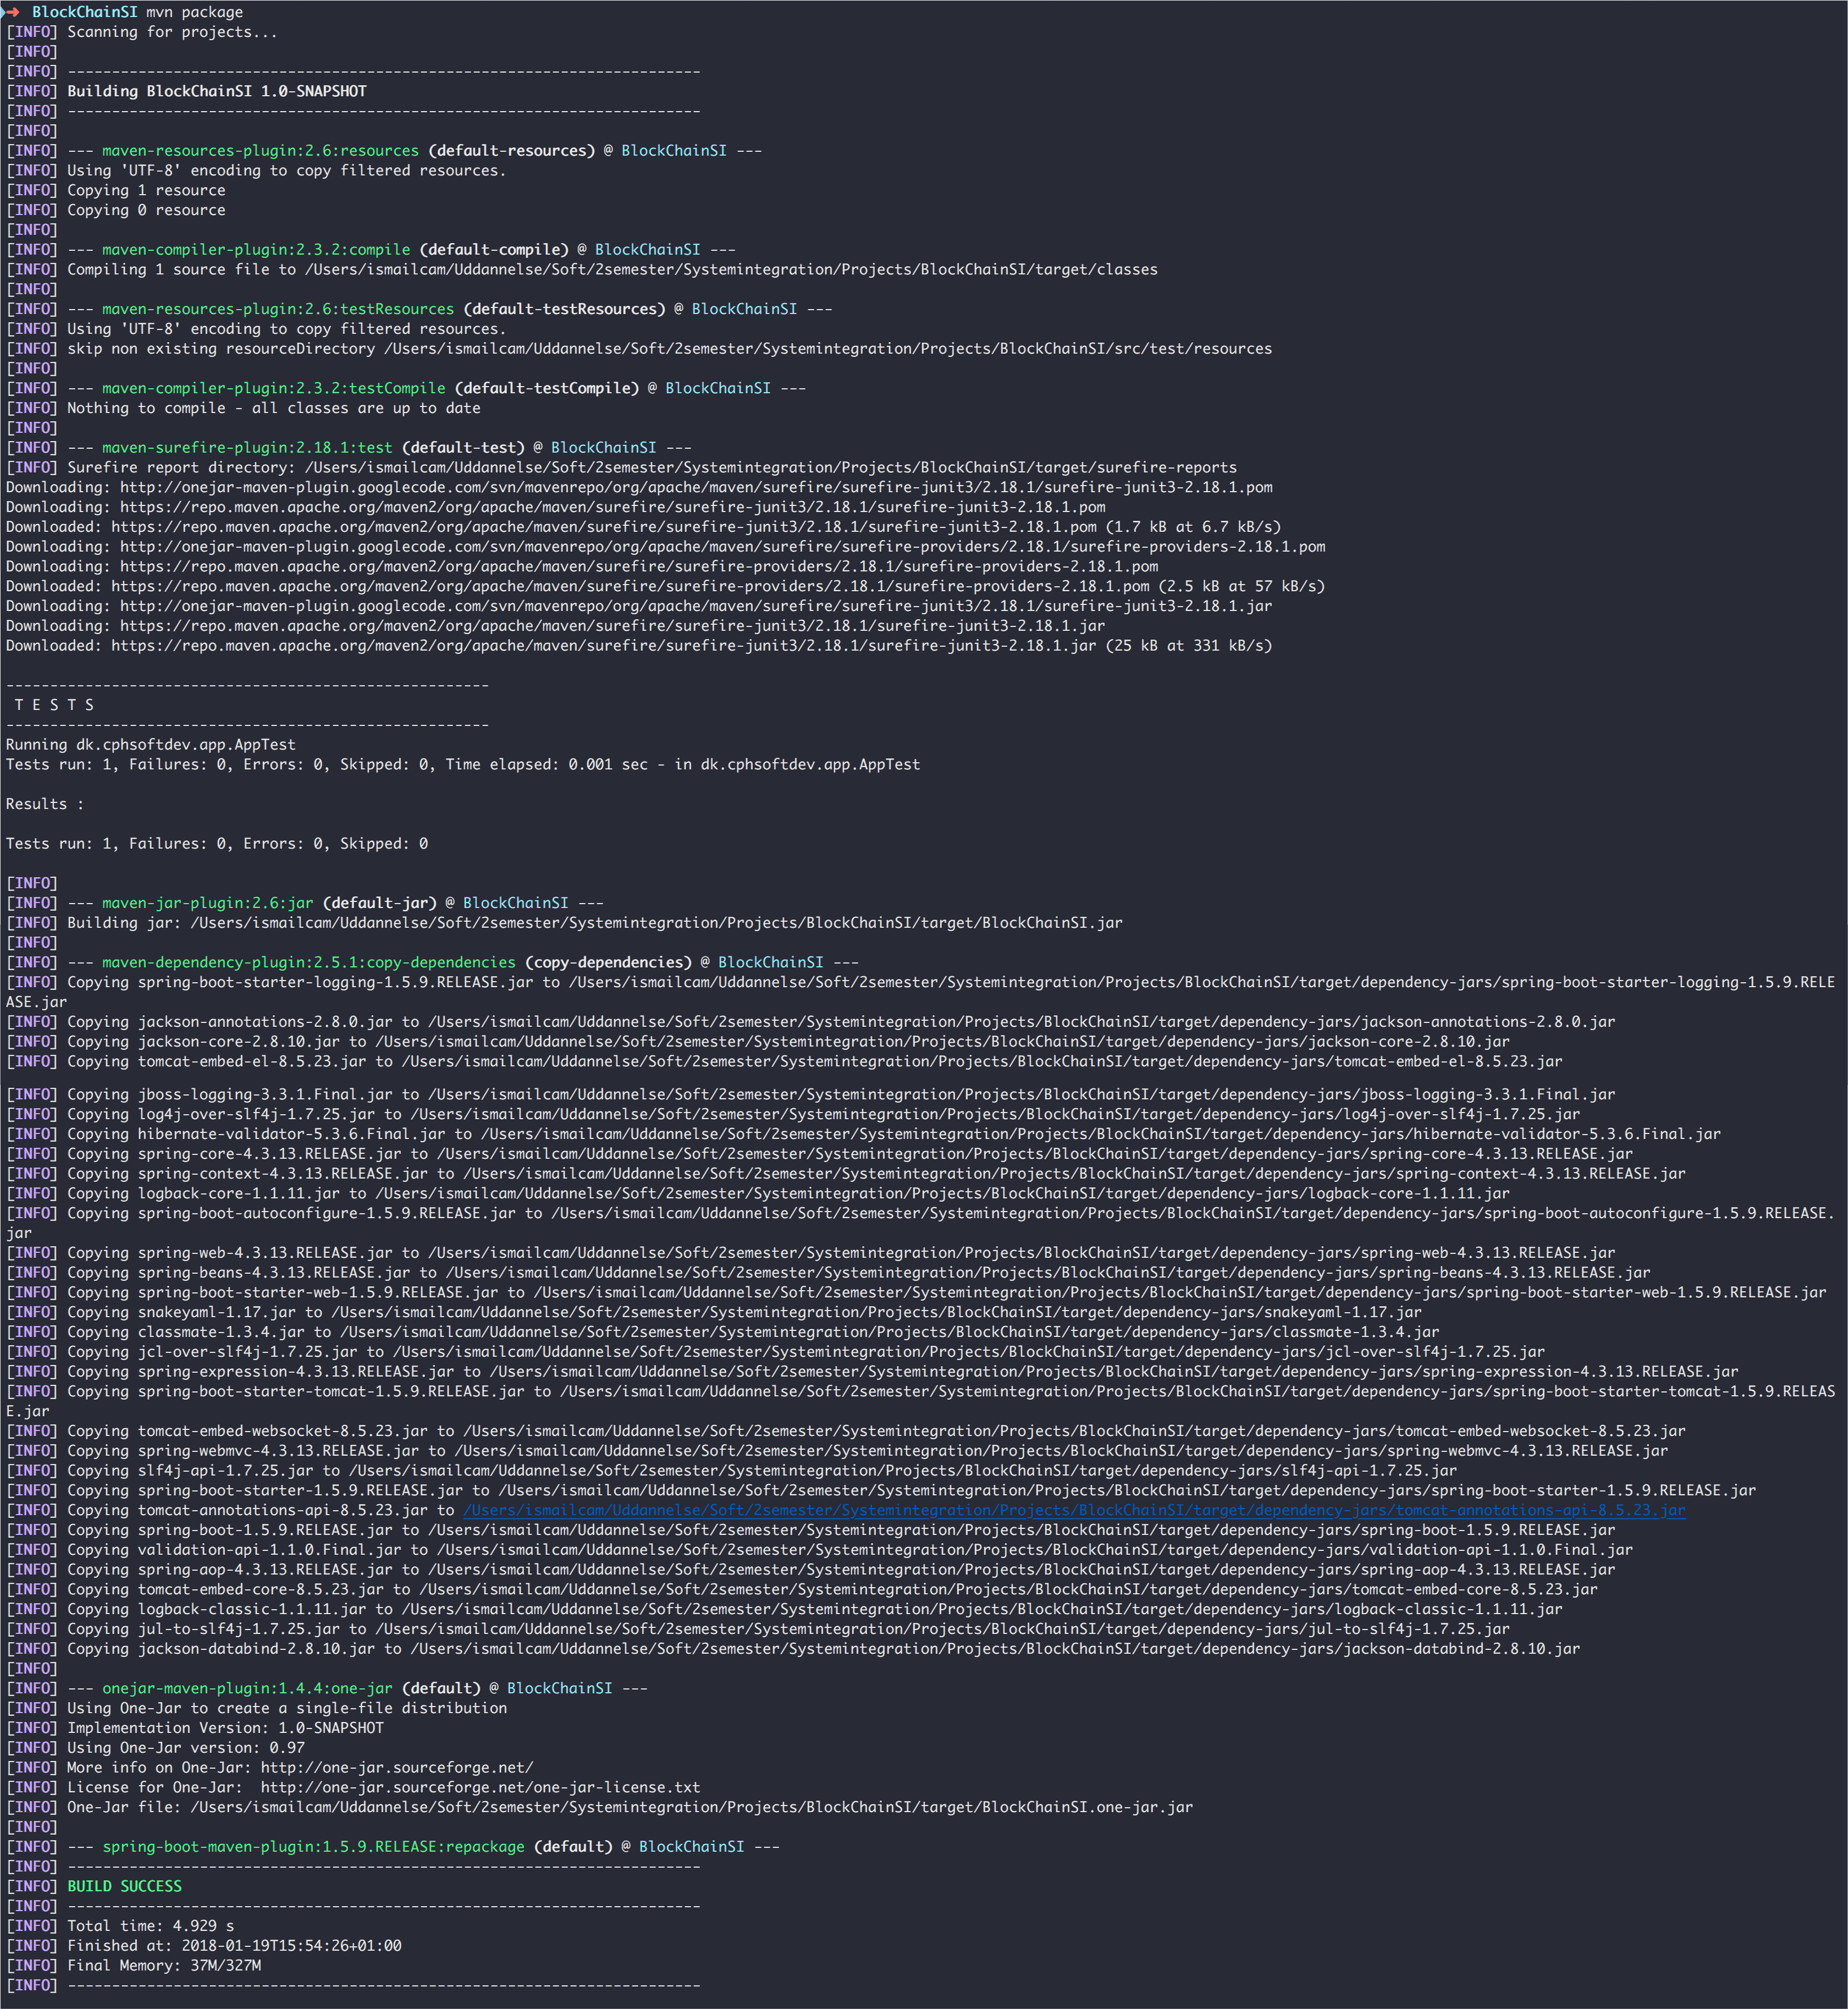 ➜ BlockChainSI mvn package
[INFO] Scanning for projects...
[INFO]
[INFO] ------------------------------------------------------------------------
[INFO] Building BlockChainSI 1.0-SNAPSHOT
[INFO] ------------------------------------------------------------------------
[INFO]
[INFO] --- maven-resources-plugin:2.6:resources (default-resources) @ BlockChainSI ---
[INFO] Using 'UTF-8' encoding to copy filtered resources.
[INFO] Copying 1 resource
[INFO] Copying 0 resource
[INFO]
[INFO] --- maven-compiler-plugin:2.3.2:compile (default-compile) @ BlockChainSI ---
[INFO] Compiling 1 source file to /Users/ismailcam/Uddannelse/Soft/2semester/Systemintegration/Projects/BlockChainSI/target/classes
[INFO]
[INFO] --- maven-resources-plugin:2.6:testResources (default-testResources) @ BlockChainSI ---
[INFO] Using 'UTF-8' encoding to copy filtered resources.
[INFO] skip non existing resourceDirectory /Users/ismailcam/Uddannelse/Soft/2semester/Systemintegration/Projects/BlockChainSI/src/test/resources
[INFO]
[INFO] --- maven-compiler-plugin:2.3.2:testCompile (default-testCompile) @ BlockChainSI ---
[INFO] Nothing to compile - all classes are up to date
[INFO]
[INFO] --- maven-surefire-plugin:2.18.1:test (default-test) @ BlockChainSI ---
[INFO] Surefire report directory: /Users/ismailcam/Uddannelse/Soft/2semester/Systemintegration/Projects/BlockChainSI/target/surefire-reports
Downloading: http://onejar-maven-plugin.googlecode.com/svn/mavenrepo/org/apache/maven/surefire/surefire-junit3/2.18.1/surefire-junit3-2.18.1.pom
Downloading: https://repo.maven.apache.org/maven2/org/apache/maven/surefire/surefire-junit3/2.18.1/surefire-junit3-2.18.1.pom
Downloaded: https://repo.maven.apache.org/maven2/org/apache/maven/surefire/surefire-junit3/2.18.1/surefire-junit3-2.18.1.pom (1.7 kB at 6.7 kB/s)
Downloading: http://onejar-maven-plugin.googlecode.com/svn/mavenrepo/org/apache/maven/surefire/surefire-providers/2.18.1/surefire-providers-2.18.1.pom
Downloading: https://repo.maven.apache.org/maven2/org/apache/maven/surefire/surefire-providers/2.18.1/surefire-providers-2.18.1.pom
Downloaded: https://repo.maven.apache.org/maven2/org/apache/maven/surefire/surefire-providers/2.18.1/surefire-providers-2.18.1.pom (2.5 kB at 57 kB/s)
Downloading: http://onejar-maven-plugin.googlecode.com/svn/mavenrepo/org/apache/maven/surefire/surefire-junit3/2.18.1/surefire-junit3-2.18.1.jar
Downloading: https://repo.maven.apache.org/maven2/org/apache/maven/surefire/surefire-junit3/2.18.1/surefire-junit3-2.18.1.jar
Downloaded: https://repo.maven.apache.org/maven2/org/apache/maven/surefire/surefire-junit3/2.18.1/surefire-junit3-2.18.1.jar (25 kB at 331 kB/s)
-------------------------------------------------------
 T E S T S
-------------------------------------------------------
Running dk.cphsoftdev.app.AppTest
Tests run: 1, Failures: 0, Errors: 0, Skipped: 0, Time elapsed: 0.001 sec - in dk.cphsoftdev.app.AppTest
Results :
Tests run: 1, Failures: 0, Errors: 0, Skipped: 0
[INFO]
[INFO] --- maven-jar-plugin:2.6:jar (default-jar) @ BlockChainSI ---
[INFO] Building jar: /Users/ismailcam/Uddannelse/Soft/2semester/Systemintegration/Projects/BlockChainSI/target/BlockChainSI.jar
[INFO]
[INFO] --- maven-dependency-plugin:2.5.1:copy-dependencies (copy-dependencies) @ BlockChainSI ---
[INFO] Copying spring-boot-starter-logging-1.5.9.RELEASE.jar to /Users/ismailcam/Uddannelse/Soft/2semester/Systemintegration/Projects/BlockChainSI/target/dependency-jars/spring-boot-starter-logging-1.5.9.RELE
ASE.jar
[INFO] Copying jackson-annotations-2.8.0.jar to /Users/ismailcam/Uddannelse/Soft/2semester/Systemintegration/Projects/BlockChainSI/target/dependency-jars/jackson-annotations-2.8.0.jar
[INFO] Copying jackson-core-2.8.10.jar to /Users/ismailcam/Uddannelse/Soft/2semester/Systemintegration/Projects/BlockChainSI/target/dependency-jars/jackson-core-2.8.10.jar
[INFO] Copying tomcat-embed-el-8.5.23.jar to /Users/ismailcam/Uddannelse/Soft/2semester/Systemintegration/Projects/BlockChainSI/target/dependency-jars/tomcat-embed-el-8.5.23.jar
[INFO] Copying jboss-logging-3.3.1.Final.jar to /Users/ismailcam/Uddannelse/Soft/2semester/Systemintegration/Projects/BlockChainSI/target/dependency-jars/jboss-logging-3.3.1.Final.jar
[INFO] Copying log4j-over-slf4j-1.7.25.jar to /Users/ismailcam/Uddannelse/Soft/2semester/Systemintegration/Projects/BlockChainSI/target/dependency-jars/log4j-over-slf4j-1.7.25.jar
[INFO] Copying hibernate-validator-5.3.6.Final.jar to /Users/ismailcam/Uddannelse/Soft/2semester/Systemintegration/Projects/BlockChainSI/target/dependency-jars/hibernate-validator-5.3.6.Final.jar
[INFO] Copying spring-core-4.3.13.RELEASE.jar to /Users/ismailcam/Uddannelse/Soft/2semester/Systemintegration/Projects/BlockChainSI/target/dependency-jars/spring-core-4.3.13.RELEASE.jar
[INFO] Copying spring-context-4.3.13.RELEASE.jar to /Users/ismailcam/Uddannelse/Soft/2semester/Systemintegration/Projects/BlockChainSI/target/dependency-jars/spring-context-4.3.13.RELEASE.jar
[INFO] Copying logback-core-1.1.11.jar to /Users/ismailcam/Uddannelse/Soft/2semester/Systemintegration/Projects/BlockChainSI/target/dependency-jars/logback-core-1.1.11.jar
[INFO] Copying spring-boot-autoconfigure-1.5.9.RELEASE.jar to /Users/ismailcam/Uddannelse/Soft/2semester/Systemintegration/Projects/BlockChainSI/target/dependency-jars/spring-boot-autoconfigure-1.5.9.RELEASE.
jar
[INFO] Copying spring-web-4.3.13.RELEASE.jar to /Users/ismailcam/Uddannelse/Soft/2semester/Systemintegration/Projects/BlockChainSI/target/dependency-jars/spring-web-4.3.13.RELEASE.jar
[INFO] Copying spring-beans-4.3.13.RELEASE.jar to /Users/ismailcam/Uddannelse/Soft/2semester/Systemintegration/Projects/BlockChainSI/target/dependency-jars/spring-beans-4.3.13.RELEASE.jar
[INFO] Copying spring-boot-starter-web-1.5.9.RELEASE.jar to /Users/ismailcam/Uddannelse/Soft/2semester/Systemintegration/Projects/BlockChainSI/target/dependency-jars/spring-boot-starter-web-1.5.9.RELEASE.jar
[INFO] Copying snakeyaml-1.17.jar to /Users/ismailcam/Uddannelse/Soft/2semester/Systemintegration/Projects/BlockChainSI/target/dependency-jars/snakeyaml-1.17.jar
[INFO] Copying classmate-1.3.4.jar to /Users/ismailcam/Uddannelse/Soft/2semester/Systemintegration/Projects/BlockChainSI/target/dependency-jars/classmate-1.3.4.jar
[INFO] Copying jcl-over-slf4j-1.7.25.jar to /Users/ismailcam/Uddannelse/Soft/2semester/Systemintegration/Projects/BlockChainSI/target/dependency-jars/jcl-over-slf4j-1.7.25.jar
[INFO] Copying spring-expression-4.3.13.RELEASE.jar to /Users/ismailcam/Uddannelse/Soft/2semester/Systemintegration/Projects/BlockChainSI/target/dependency-jars/spring-expression-4.3.13.RELEASE.jar
[INFO] Copying spring-boot-starter-tomcat-1.5.9.RELEASE.jar to /Users/ismailcam/Uddannelse/Soft/2semester/Systemintegration/Projects/BlockChainSI/target/dependency-jars/spring-boot-starter-tomcat-1.5.9.RELEAS
E.jar
[INFO] Copying tomcat-embed-websocket-8.5.23.jar to /Users/ismailcam/Uddannelse/Soft/2semester/Systemintegration/Projects/BlockChainSI/target/dependency-jars/tomcat-embed-websocket-8.5.23.jar
[INFO] Copying spring-webmvc-4.3.13.RELEASE.jar to /Users/ismailcam/Uddannelse/Soft/2semester/Systemintegration/Projects/BlockChainSI/target/dependency-jars/spring-webmvc-4.3.13.RELEASE.jar
[INFO] Copying slf4j-api-1.7.25.jar to /Users/ismailcam/Uddannelse/Soft/2semester/Systemintegration/Projects/BlockChainSI/target/dependency-jars/slf4j-api-1.7.25.jar
[INFO] Copying spring-boot-starter-1.5.9.RELEASE.jar to /Users/ismailcam/Uddannelse/Soft/2semester/Systemintegration/Projects/BlockChainSI/target/dependency-jars/spring-boot-starter-1.5.9.RELEASE.jar
[INFO] Copying tomcat-annotations-api-8.5.23.jar to /Users/ismailcam/Uddannelse/Soft/2semester/Systemintegration/Projects/BlockChainSI/target/dependency-jars/tomcat-annotations-api-8.5.23.jar
[INFO] Copying spring-boot-1.5.9.RELEASE.jar to /Users/ismailcam/Uddannelse/Soft/2semester/Systemintegration/Projects/BlockChainSI/target/dependency-jars/spring-boot-1.5.9.RELEASE.jar
[INFO] Copying validation-api-1.1.0.Final.jar to /Users/ismailcam/Uddannelse/Soft/2semester/Systemintegration/Projects/BlockChainSI/target/dependency-jars/validation-api-1.1.0.Final.jar
[INFO] Copying spring-aop-4.3.13.RELEASE.jar to /Users/ismailcam/Uddannelse/Soft/2semester/Systemintegration/Projects/BlockChainSI/target/dependency-jars/spring-aop-4.3.13.RELEASE.jar
[INFO] Copying tomcat-embed-core-8.5.23.jar to /Users/ismailcam/Uddannelse/Soft/2semester/Systemintegration/Projects/BlockChainSI/target/dependency-jars/tomcat-embed-core-8.5.23.jar
[INFO] Copying logback-classic-1.1.11.jar to /Users/ismailcam/Uddannelse/Soft/2semester/Systemintegration/Projects/BlockChainSI/target/dependency-jars/logback-classic-1.1.11.jar
[INFO] Copying jul-to-slf4j-1.7.25.jar to /Users/ismailcam/Uddannelse/Soft/2semester/Systemintegration/Projects/BlockChainSI/target/dependency-jars/jul-to-slf4j-1.7.25.jar
[INFO] Copying jackson-databind-2.8.10.jar to /Users/ismailcam/Uddannelse/Soft/2semester/Systemintegration/Projects/BlockChainSI/target/dependency-jars/jackson-databind-2.8.10.jar
[INFO]
[INFO] --- onejar-maven-plugin:1.4.4:one-jar (default) @ BlockChainSI ---
[INFO] Using One-Jar to create a single-file distribution
[INFO] Implementation Version: 1.0-SNAPSHOT
[INFO] Using One-Jar version: 0.97
[INFO] More info on One-Jar: http://one-jar.sourceforge.net/
[INFO] License for One-Jar:  http://one-jar.sourceforge.net/one-jar-license.txt
[INFO] One-Jar file: /Users/ismailcam/Uddannelse/Soft/2semester/Systemintegration/Projects/BlockChainSI/target/BlockChainSI.one-jar.jar
[INFO]
[INFO] --- spring-boot-maven-plugin:1.5.9.RELEASE:repackage (default) @ BlockChainSI ---
[INFO] ------------------------------------------------------------------------
[INFO] BUILD SUCCESS
[INFO] ------------------------------------------------------------------------
[INFO] Total time: 4.929 s
[INFO] Finished at: 2018-01-19T15:54:26+01:00
[INFO] Final Memory: 37M/327M
[INFO] ------------------------------------------------------------------------